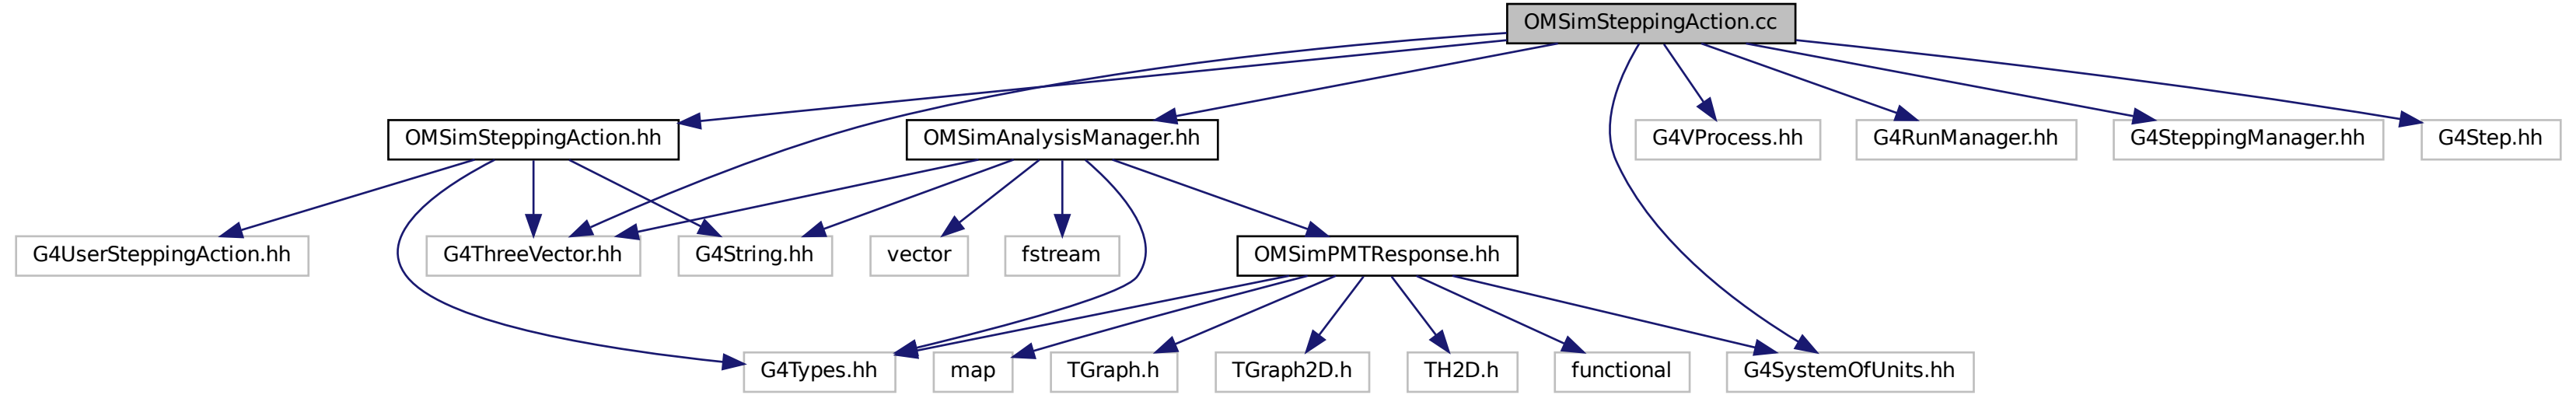 OMSimSteppingAction.cc
OMSimSteppingAction.hh
OMSimAnalysisManager.hh
G4VProcess.hh
G4RunManager.hh
G4SteppingManager.hh
G4Step.hh
G4UserSteppingAction.hh
G4ThreeVector.hh
G4String.hh
vector
fstream
OMSimPMTResponse.hh
G4Types.hh
map
TGraph.h
TGraph2D.h
TH2D.h
functional
G4SystemOfUnits.hh